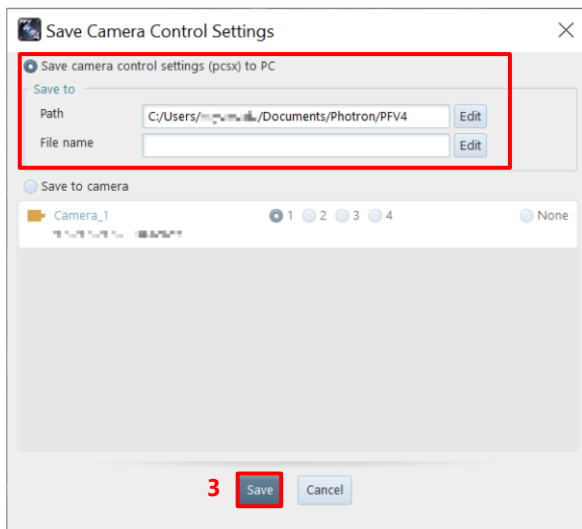 Save Camera Control Settings
Save camera control settings (pcsx) to PC
Save to
Path C:/Users/ /Documents/Photron/PFV4 Edit
File name Edit
Save to camera
Camera_1 1 2 3 4 None
3 Save Cancel